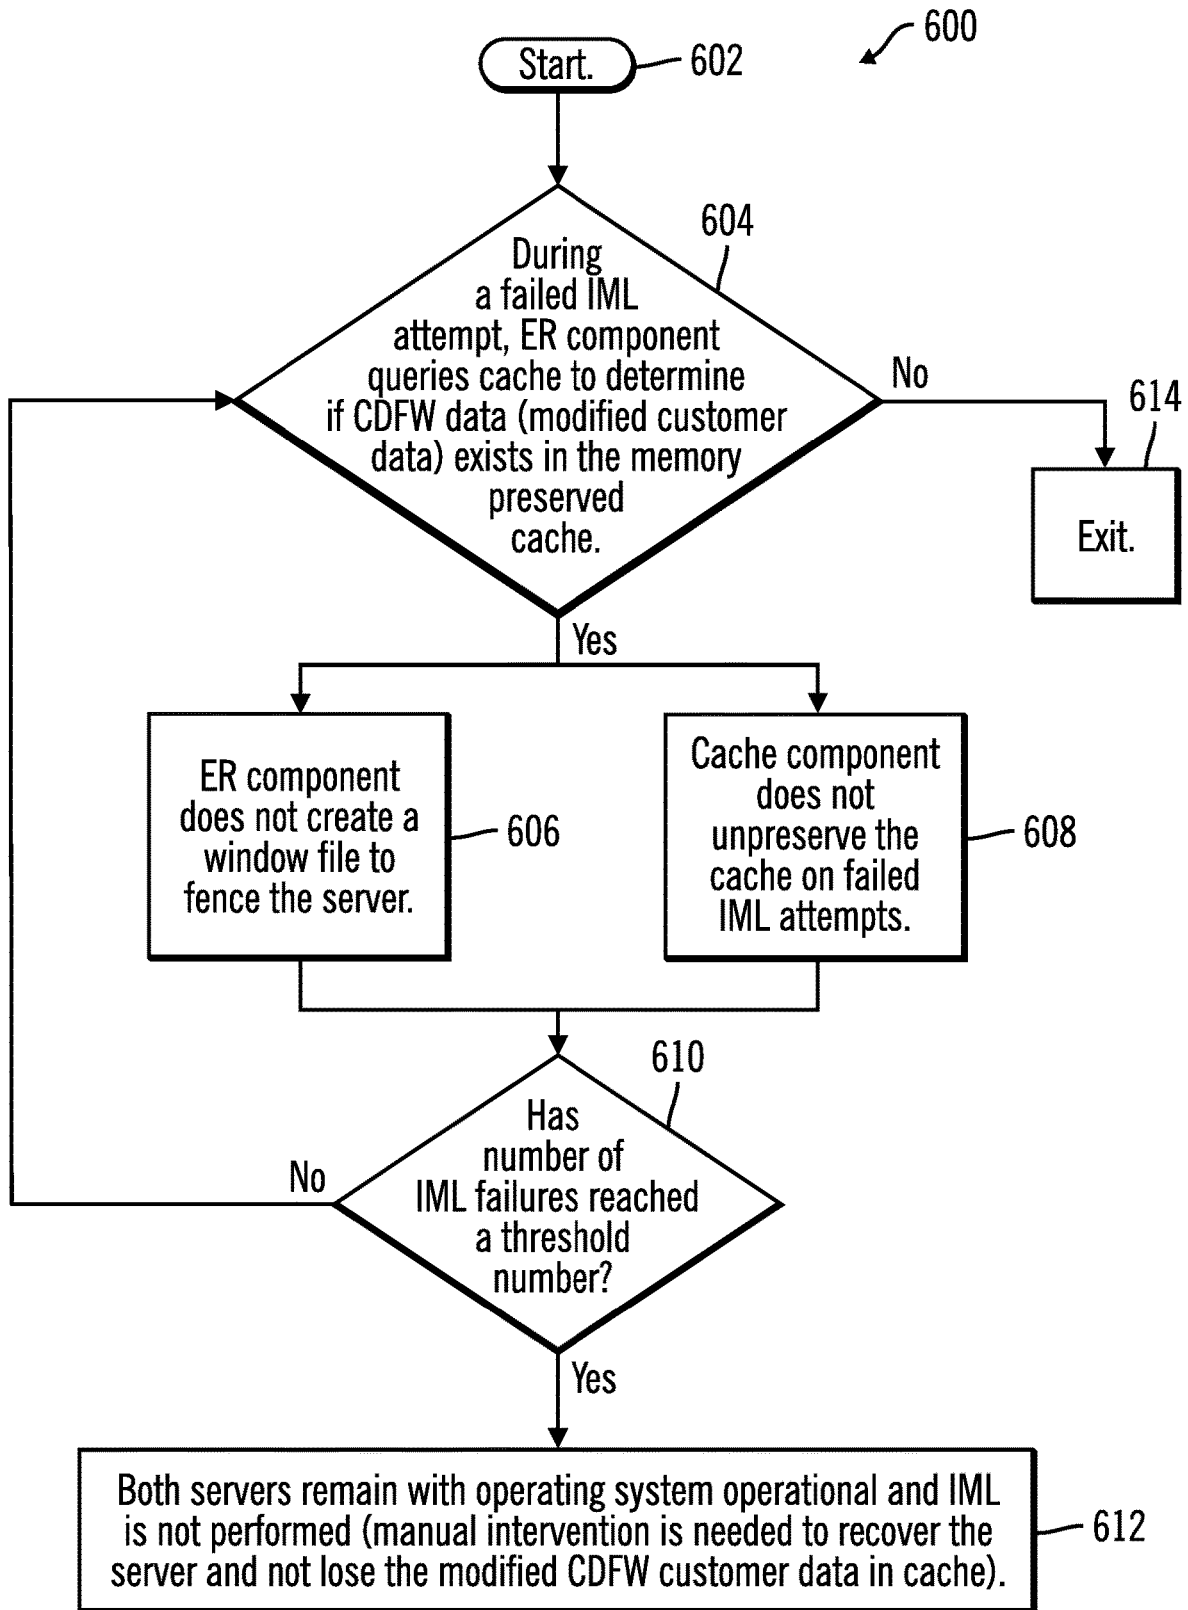 600
Start.
602
604
During
a failed IML
attempt, ER component
queries cache to determine
if CDFW data (modified customer
data) exists in the memory
preserved
cache.
No
614
Exit.
Yes
ER component
does not create a
window file to
fence the server.
606
Cache component
does not
unpreserve the
cache on failed
IML attempts.
608
610
Has
number of
IML failures reached
a threshold
number?
No
Yes
Both servers remain with operating system operational and IML
is not performed (manual intervention is needed to recover the
server and not lose the modified CDFW customer data in cache).
612